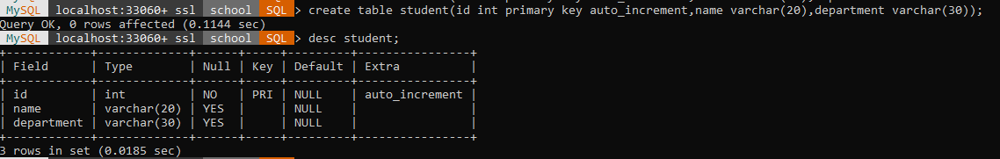 MySQL localhost:33060+ ssl school SQL > create table student(id int primary key auto_increment,name varchar(20),department varchar(30));
Query OK, 0 rows affected (0.1144 sec)
MySQL localhost:33060+ ssl school SQL > desc student;
+------------+-------------+------+-----+---------+----------------+
| Field      | Type        | Null | Key | Default | Extra          |
+------------+-------------+------+-----+---------+----------------+
| id         | int         | NO   | PRI | NULL    | auto_increment |
| name       | varchar(20) | YES  |     | NULL    |                |
| department | varchar(30) | YES  |     | NULL    |                |
+------------+-------------+------+-----+---------+----------------+
3 rows in set (0.0185 sec)